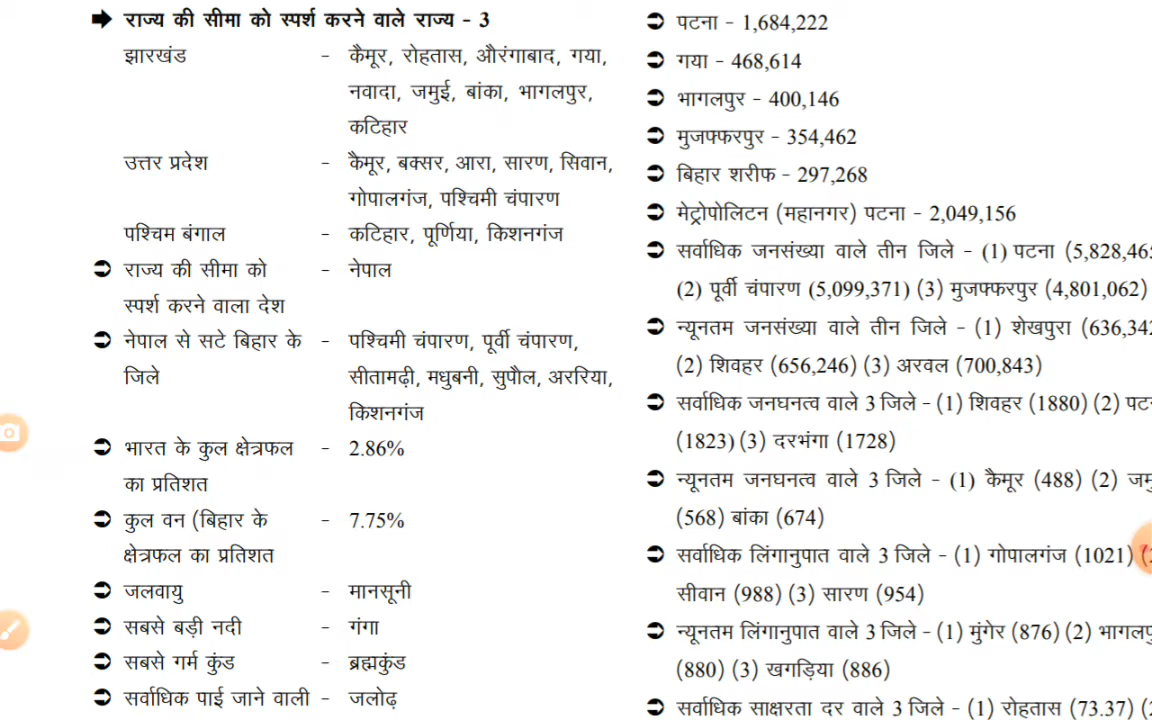 राज्य की सीमा को स्पर्श करने वाले राज्य - 3
झारखंड - कैमूर, रोहतास, औरंगाबाद, गया,
नवादा, जमुई, बांका, भागलपुर,
कटिहार
उत्तर प्रदेश - कैमूर, बक्सर, आरा, सारण, सिवान,
गोपालगंज, पश्चिमी चंपारण
पश्चिम बंगाल - कटिहार, पूर्णिया, किशनगंज
राज्य की सीमा को - नेपाल
स्पर्श करने वाला देश
नेपाल से सटे बिहार के - पश्चिमी चंपारण, पूर्वी चंपारण,
जिले सीतामढ़ी, मधुबनी, सुपौल, अररिया,
किशनगंज
भारत के कुल क्षेत्रफल - 2.86%
का प्रतिशत
कुल वन (बिहार के - 7.75%
क्षेत्रफल का प्रतिशत
जलवायु - मानसूनी
सबसे बड़ी नदी - गंगा
सबसे गर्म कुंड - ब्रह्मकुंड
सर्वाधिक पाई जाने वाली - जलोढ़
पटना - 1,684,222
गया - 468,614
भागलपुर - 400,146
मुजफ्फरपुर - 354,462
बिहार शरीफ - 297,268
मेट्रोपोलिटन (महानगर) पटना - 2,049,156
सर्वाधिक जनसंख्या वाले तीन जिले - (1) पटना (5,828,465
(2) पूर्वी चंपारण (5,099,371) (3) मुजफ्फरपुर (4,801,062)
न्यूनतम जनसंख्या वाले तीन जिले - (1) शेखपुरा (636,342
(2) शिवहर (656,246) (3) अरवल (700,843)
सर्वाधिक जनघनत्व वाले 3 जिले - (1) शिवहर (1880) (2)
(1823) (3) दरभंगा (1728)
न्यूनतम जनघनत्व वाले 3 जिले - (1) कैमूर (488) (2)
(568) बांका (674)
सर्वाधिक लिंगानुपात वाले 3 जिले - (1) गोपालगंज (1021)
सीवान (988) (3) सारण (954)
न्यूनतम लिंगानुपात वाले 3 जिले - (1) मुंगेर (876) (2)
(880) (3) खगड़िया (886)
सर्वाधिक साक्षरता दर वाले 3 जिले - (1) रोहतास (73.37)